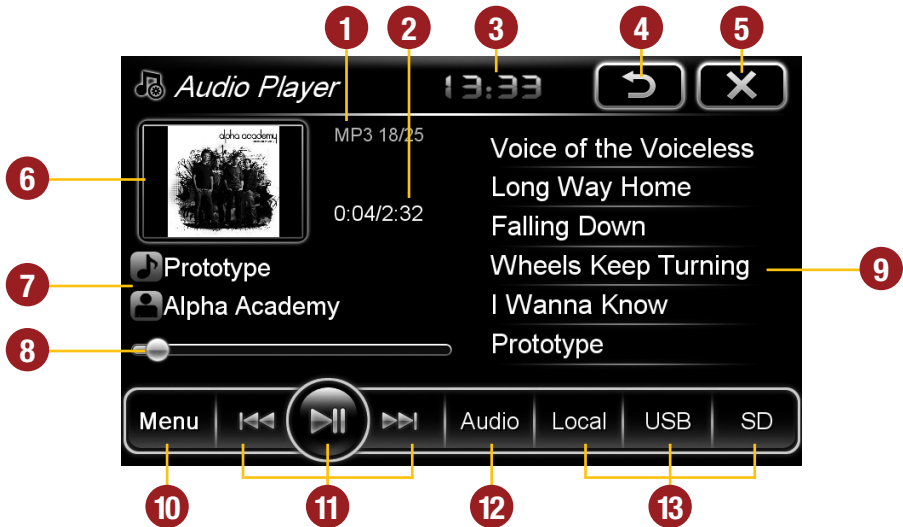 1 2 3 4 5
Audio Player 13:33
MP3 18/25
alpha academy
Voice of the Voiceless
6
Long Way Home
0:04/2:32
Falling Down
Prototype
Wheels Keep Turning 9
7
Alpha Academy
I Wanna Know
8
Prototype
Menu Audio Local USB SD
10 11 12 13